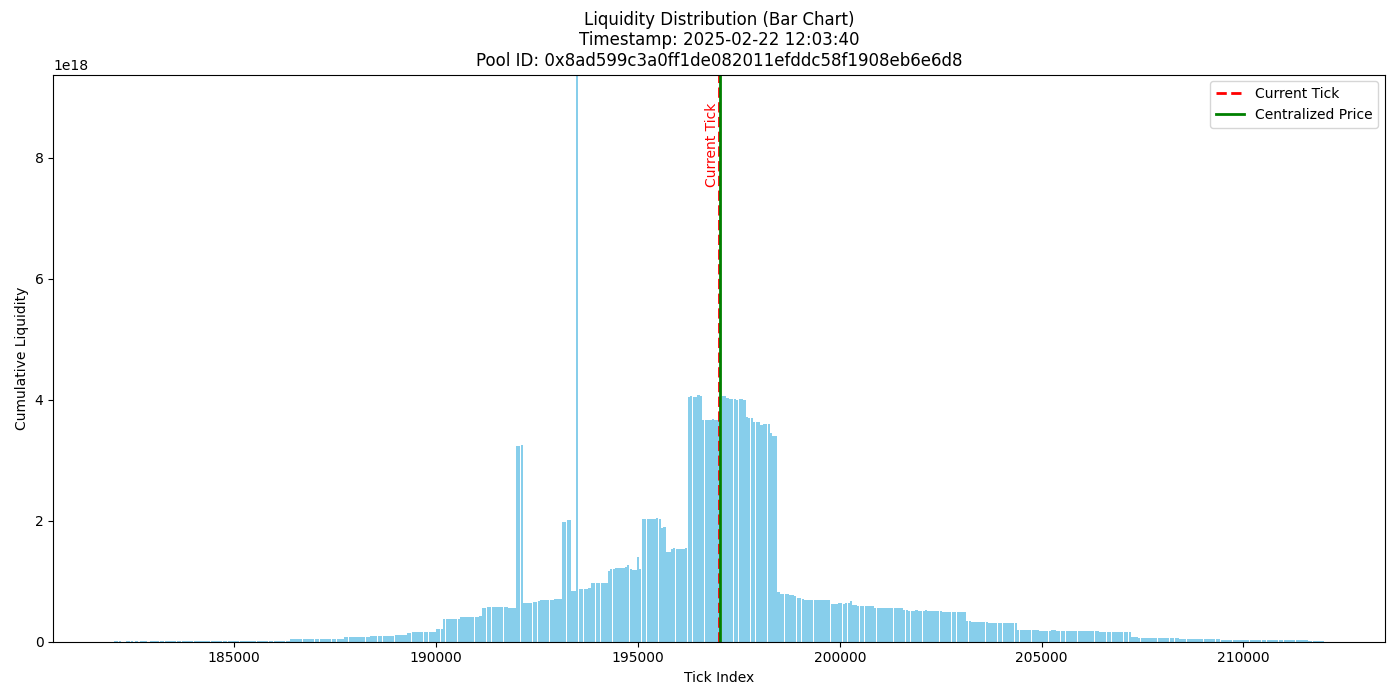 Liquidity Distribution (Bar Chart)
Timestamp: 2025-02-22 12:03:40
Pool ID: 0x8ad599c3a0ff1de082011efddc58f1908eb6e6d8
1e18
Current Tick
Centralized Price
Current Tick
8
6
4
2
0
Cumulative Liquidity
185000 190000 195000 200000 205000 210000
Tick Index